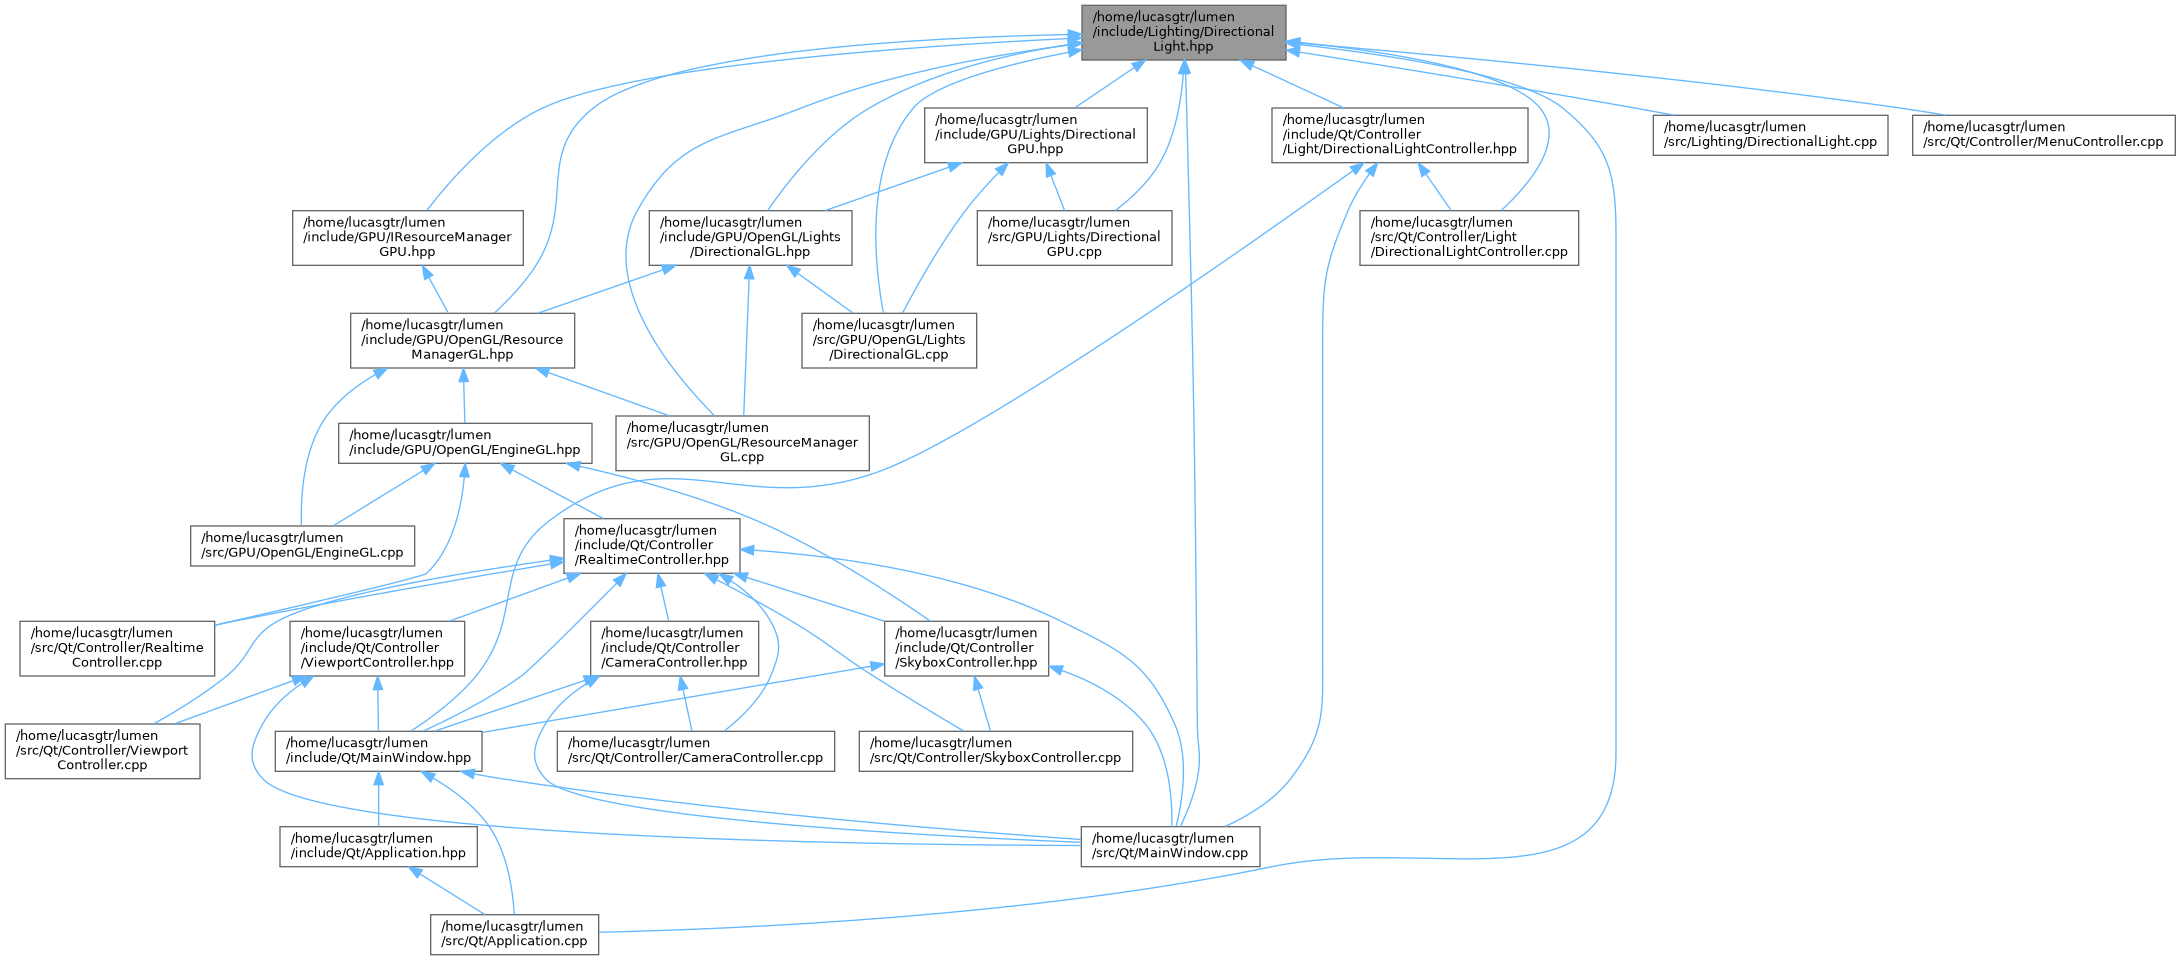 /home/lucasgtr/lumen
/include/Lighting/Directional
Light.hpp
/home/lucasgtr/lumen
/include/GPU/Lights/Directional
GPU.hpp
/home/lucasgtr/lumen
/include/Qt/Controller
/Light/DirectionalLightController.hpp
/home/lucasgtr/lumen
/src/Lighting/DirectionalLight.cpp
/home/lucasgtr/lumen
/src/Qt/Controller/MenuController.cpp
/home/lucasgtr/lumen
/include/GPU/IResourceManager
GPU.hpp
/home/lucasgtr/lumen
/include/GPU/OpenGL/Lights
/DirectionalGL.hpp
/home/lucasgtr/lumen
/src/GPU/Lights/Directional
GPU.cpp
/home/lucasgtr/lumen
/src/Qt/Controller/Light
/DirectionalLightController.cpp
/home/lucasgtr/lumen
/include/GPU/OpenGL/Resource
ManagerGL.hpp
/home/lucasgtr/lumen
/src/GPU/OpenGL/Lights
/DirectionalGL.cpp
/home/lucasgtr/lumen
/include/GPU/OpenGL/EngineGL.hpp
/home/lucasgtr/lumen
/src/GPU/OpenGL/ResourceManager
GL.cpp
/home/lucasgtr/lumen
/src/GPU/OpenGL/EngineGL.cpp
/home/lucasgtr/lumen
/include/Qt/Controller
/RealtimeController.hpp
/home/lucasgtr/lumen
/src/Qt/Controller/Realtime
Controller.cpp
/home/lucasgtr/lumen
/include/Qt/Controller
/ViewportController.hpp
/home/lucasgtr/lumen
/include/Qt/Controller
/CameraController.hpp
/home/lucasgtr/lumen
/include/Qt/Controller
/SkyboxController.hpp
/home/lucasgtr/lumen
/src/Qt/Controller/Viewport
Controller.cpp
/home/lucasgtr/lumen
/include/Qt/MainWindow.hpp
/home/lucasgtr/lumen
/src/Qt/Controller/CameraController.cpp
/home/lucasgtr/lumen
/src/Qt/Controller/SkyboxController.cpp
/home/lucasgtr/lumen
/include/Qt/Application.hpp
/home/lucasgtr/lumen
/src/Qt/MainWindow.cpp
/home/lucasgtr/lumen
/src/Qt/Application.cpp